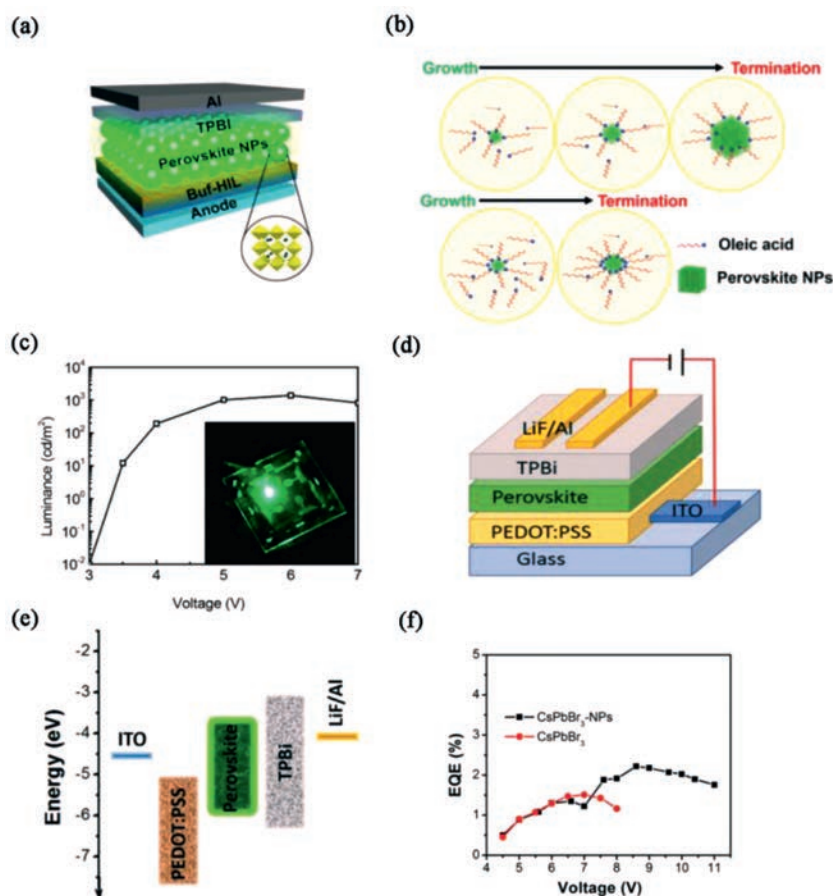 (a)
Al
TPBi
Perovskite NPs
Buf-HIL
Anode
(b)
Growth
Termination
Growth
Termination
Oleic acid
Perovskite NPs
(c)
10⁴
10³
10²
10¹
10⁰
10⁻¹
10⁻²
Luminance (cd/m²)
3 4 5 6 7
Voltage (V)
(d)
LiF/Al
TPBi
Perovskite
PEDOT:PSS
ITO
Glass
(e)
-2
-3
-4
-5
-6
-7
Energy (eV)
ITO
PEDOT:PSS
Perovskite
TPBi
LiF/Al
(f)
5
4
3
2
1
0
EQE (%)
CsPbBr₃-NPs
CsPbBr₃
4 5 6 7 8 9 10 11
Voltage (V)